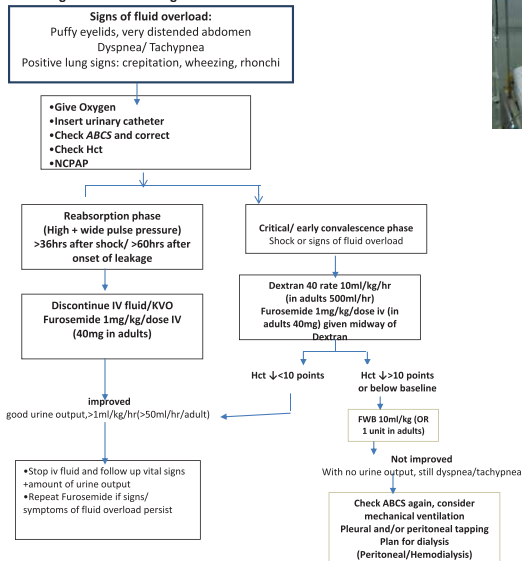 Signs of fluid overload:
Puffy eyelids, very distended abdomen
Dyspnea/ Tachypnea
Positive lung signs: crepitation, wheezing, rhonchi
•Give Oxygen
•Insert urinary catheter
•Check ABCS and correct
•Check Hct
•NCPAP
Reabsorption phase
(High + wide pulse pressure)
>36hrs after shock/ >60hrs after
onset of leakage
Critical/ early convalescence phase
Shock or signs of fluid overload
Discontinue IV fluid/KVO
Furosemide 1mg/kg/dose IV
(40mg in adults)
Dextran 40 rate 10ml/kg/hr
(in adults 500ml/hr)
Furosemide 1mg/kg/dose iv (in
adults 40mg) given midway of
Dextran
Hct ↓<10 points
Hct ↓>10 points
or below baseline
improved
good urine output,>1ml/kg/hr(>50ml/hr/adult)
FWB 10ml/kg (OR
1 unit in adults)
Not improved
With no urine output, still dyspnea/tachypnea
•Stop iv fluid and follow up vital signs
+amount of urine output
•Repeat Furosemide if signs/
symptoms of fluid overload persist
Check ABCS again, consider
mechanical ventilation
Pleural and/or peritoneal tapping
Plan for dialysis
(Peritoneal/Hemodialysis)